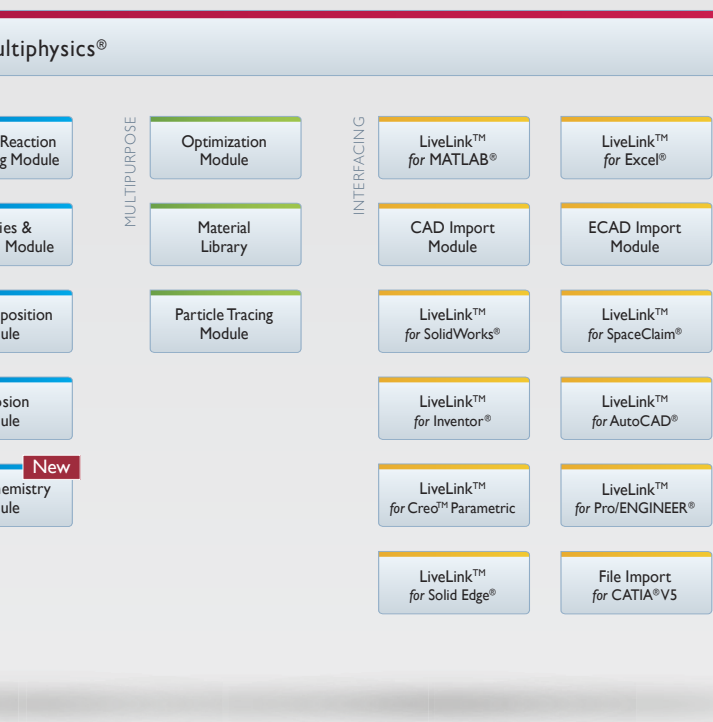 ultiphysics®
Reaction
g Module
ies &
Module
position
ule
osion
ule
New
emistry
ule
MULTIPURPOSE
Optimization
Module
Material
Library
Particle Tracing
Module
INTERFACING
LiveLink™
for MATLAB®
LiveLink™
for Excel®
CAD Import
Module
ECAD Import
Module
LiveLink™
for SolidWorks®
LiveLink™
for SpaceClaim®
LiveLink™
for Inventor®
LiveLink™
for AutoCAD®
LiveLink™
for Creo™ Parametric
LiveLink™
for Pro/ENGINEER®
LiveLink™
for Solid Edge®
File Import
for CATIA® V5